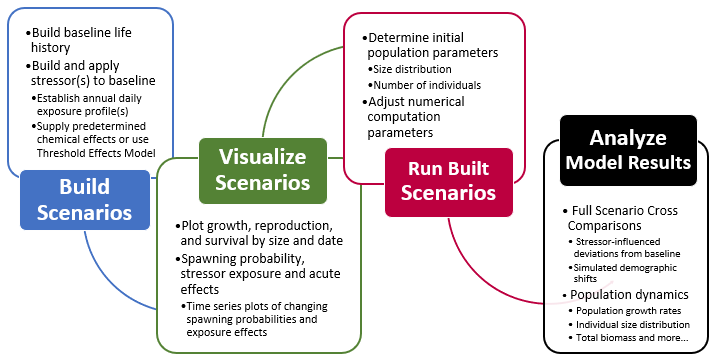 •Build baseline life
history
•Build and apply
stressor(s) to baseline
•Establish annual daily
exposure profile(s)
•Supply predetermined
chemical effects or use
Threshold Effects Model
Build
Scenarios
Visualize
Scenarios
•Plot growth, reproduction,
and survival by size and date
•Spawning probability,
stressor exposure and acute
effects
•Time series plots of changing
spawning probabilities and
exposure effects
•Determine initial
population parameters
•Size distribution
•Number of individuals
•Adjust numerical
computation
parameters
Run Built
Scenarios
Analyze
Model Results
• Full Scenario Cross
Comparisons
• Stressor-influenced
deviations from baseline
•Simulated demographic
shifts
• Population dynamics
• Population growth rates
• Individual size distribution
• Total biomass and more...